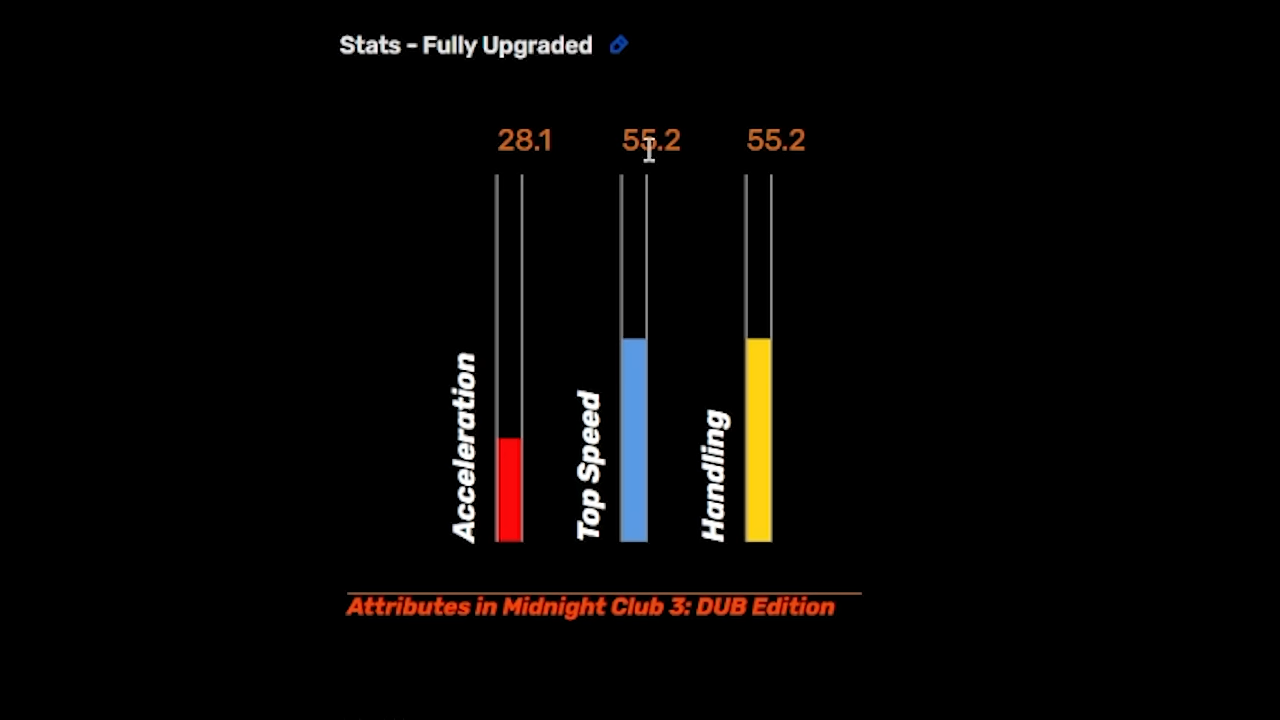 Stats - Fully Upgraded
28.1 55.2 55.2
Acceleration
Top Speed
Handling
Attributes in Midnight Club 3: DUB Edition